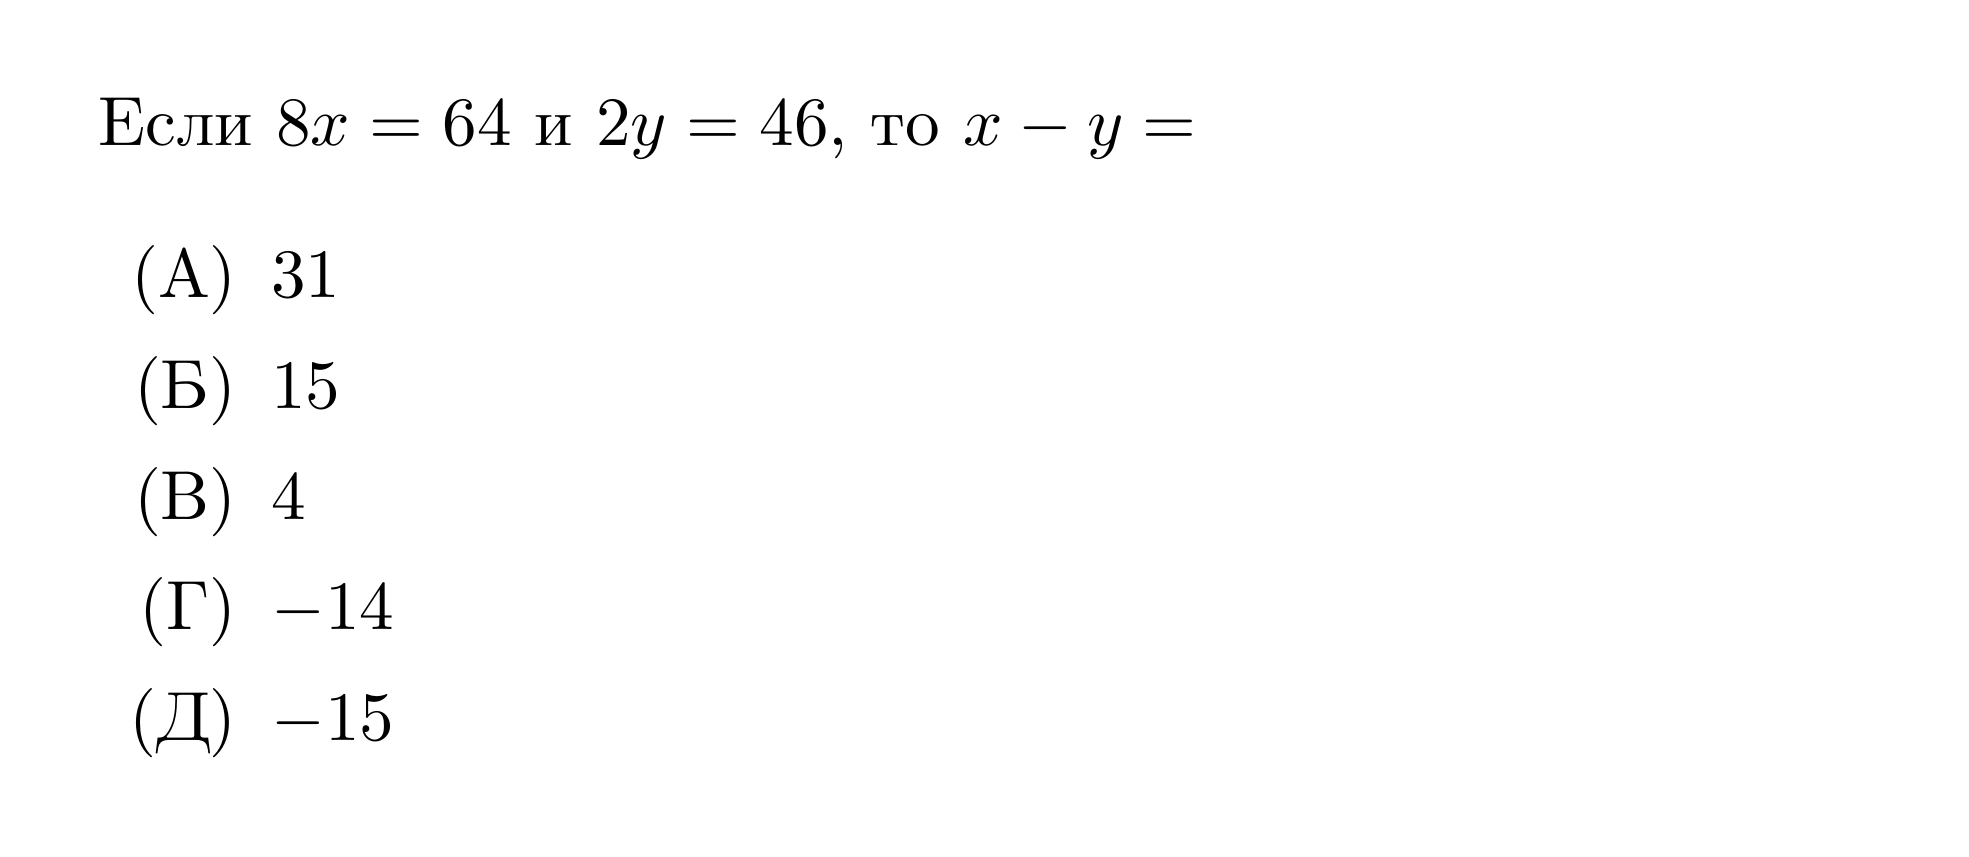 Если 8x = 64 и 2y = 46, то x − y =
(А) 31
(Б) 15
(В) 4
(Г) −14
(Д) −15